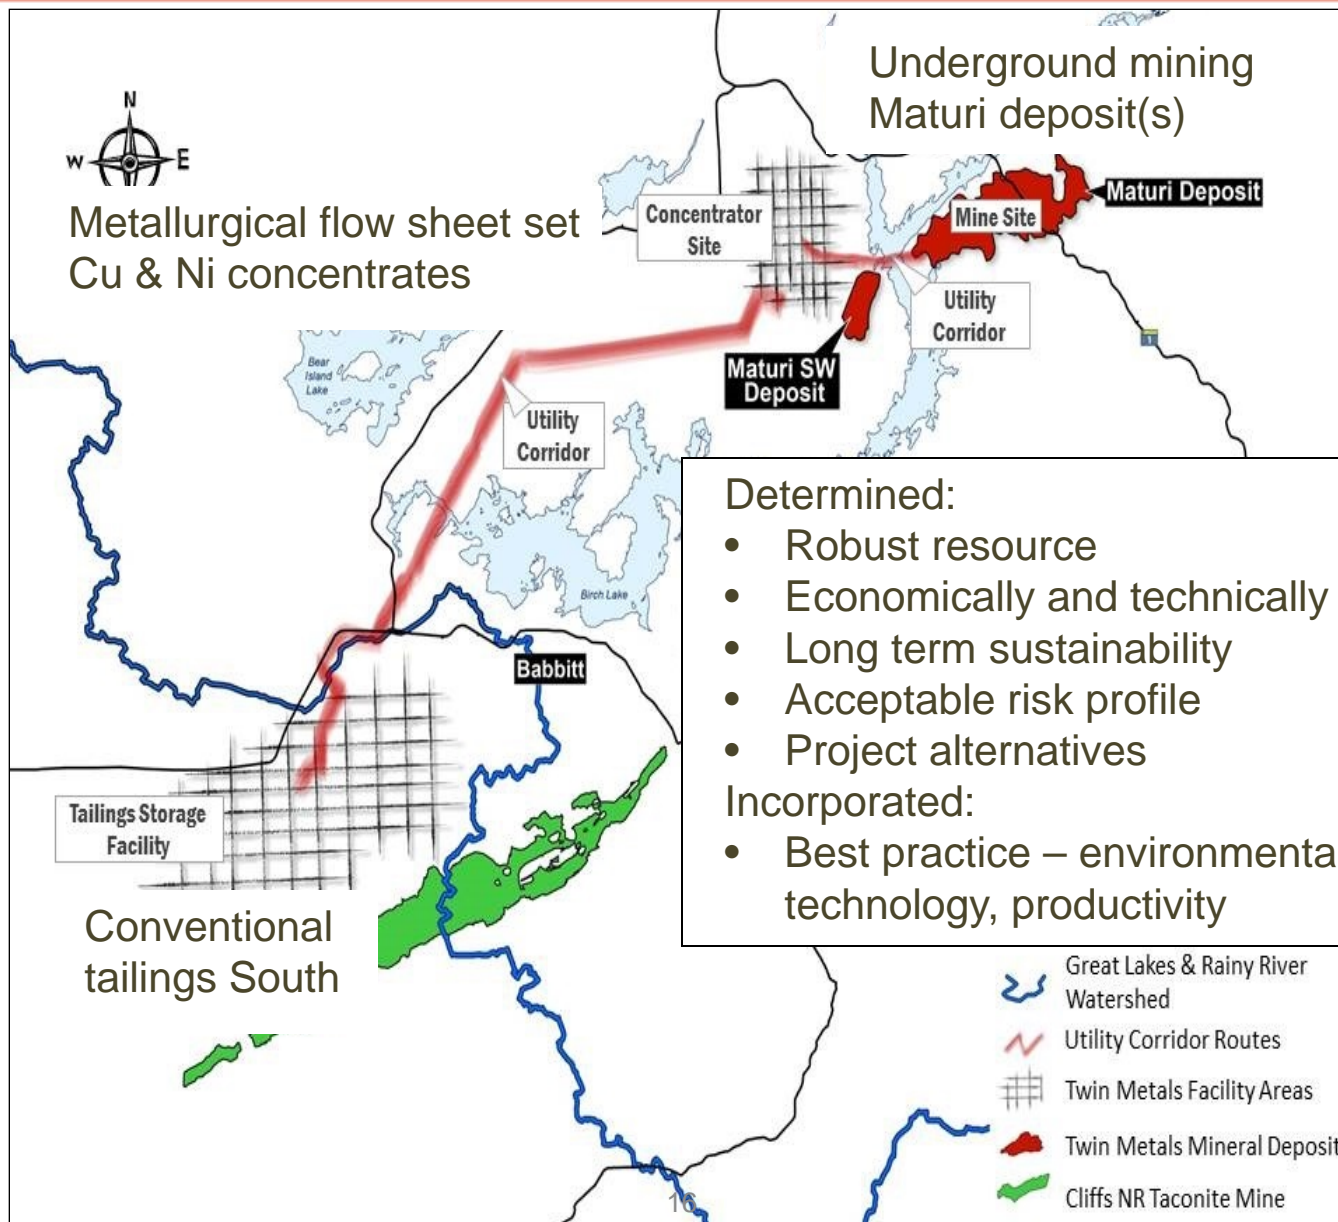 Underground mining
Maturi deposit(s)
N
W
E
Metallurgical flow sheet set
Cu & Ni concentrates
Concentrator
Site
Mine Site
Maturi Deposit
Utility
Corridor
Maturi SW
Deposit
1
Bear
Island
Lake
Utility
Corridor
Birch Lake
Babbitt
Determined:
• Robust resource
• Economically and technically
• Long term sustainability
• Acceptable risk profile
• Project alternatives
Incorporated:
• Best practice – environmenta
technology, productivity
Tailings Storage
Facility
Conventional
tailings South
Great Lakes & Rainy River
Watershed
Utility Corridor Routes
Twin Metals Facility Areas
Twin Metals Mineral Deposit
Cliffs NR Taconite Mine
16